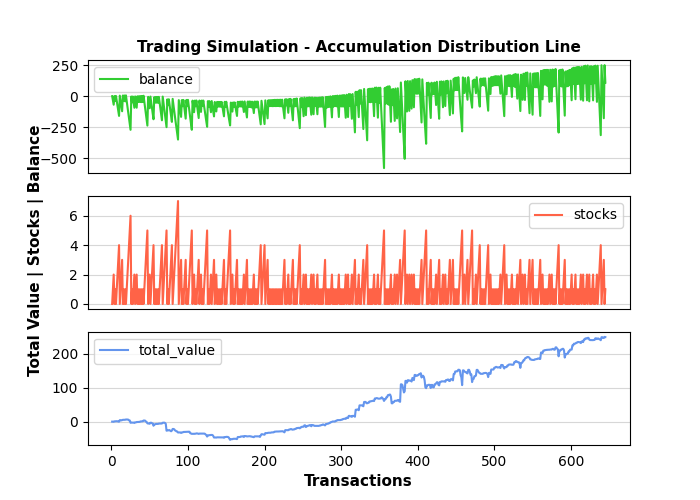 Trading Simulation - Accumulation Distribution Line
250
0
−250
−500
balance
6
4
2
0
stocks
200
100
0
total_value
0 100 200 300 400 500 600
Transactions
Total Value | Stocks | Balance